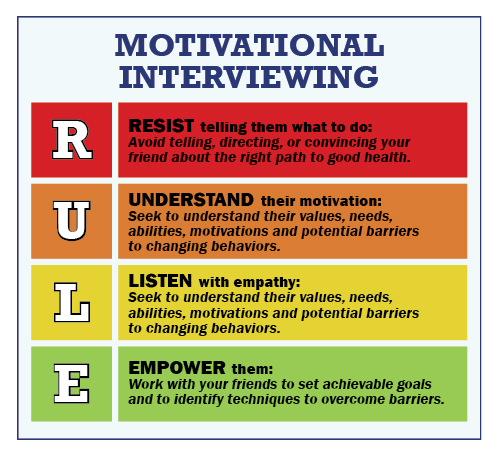 MOTIVATIONAL
INTERVIEWING
R
RESIST telling them what to do:
Avoid telling, directing, or convincing your
friend about the right path to good health.
U
UNDERSTAND their motivation:
Seek to understand their values, needs,
abilities, motivations and potential barriers
to changing behaviors.
L
LISTEN with empathy:
Seek to understand their values, needs,
abilities, motivations and potential barriers
to changing behaviors.
E
EMPOWER them:
Work with your friends to set achievable goals
and to identify techniques to overcome barriers.